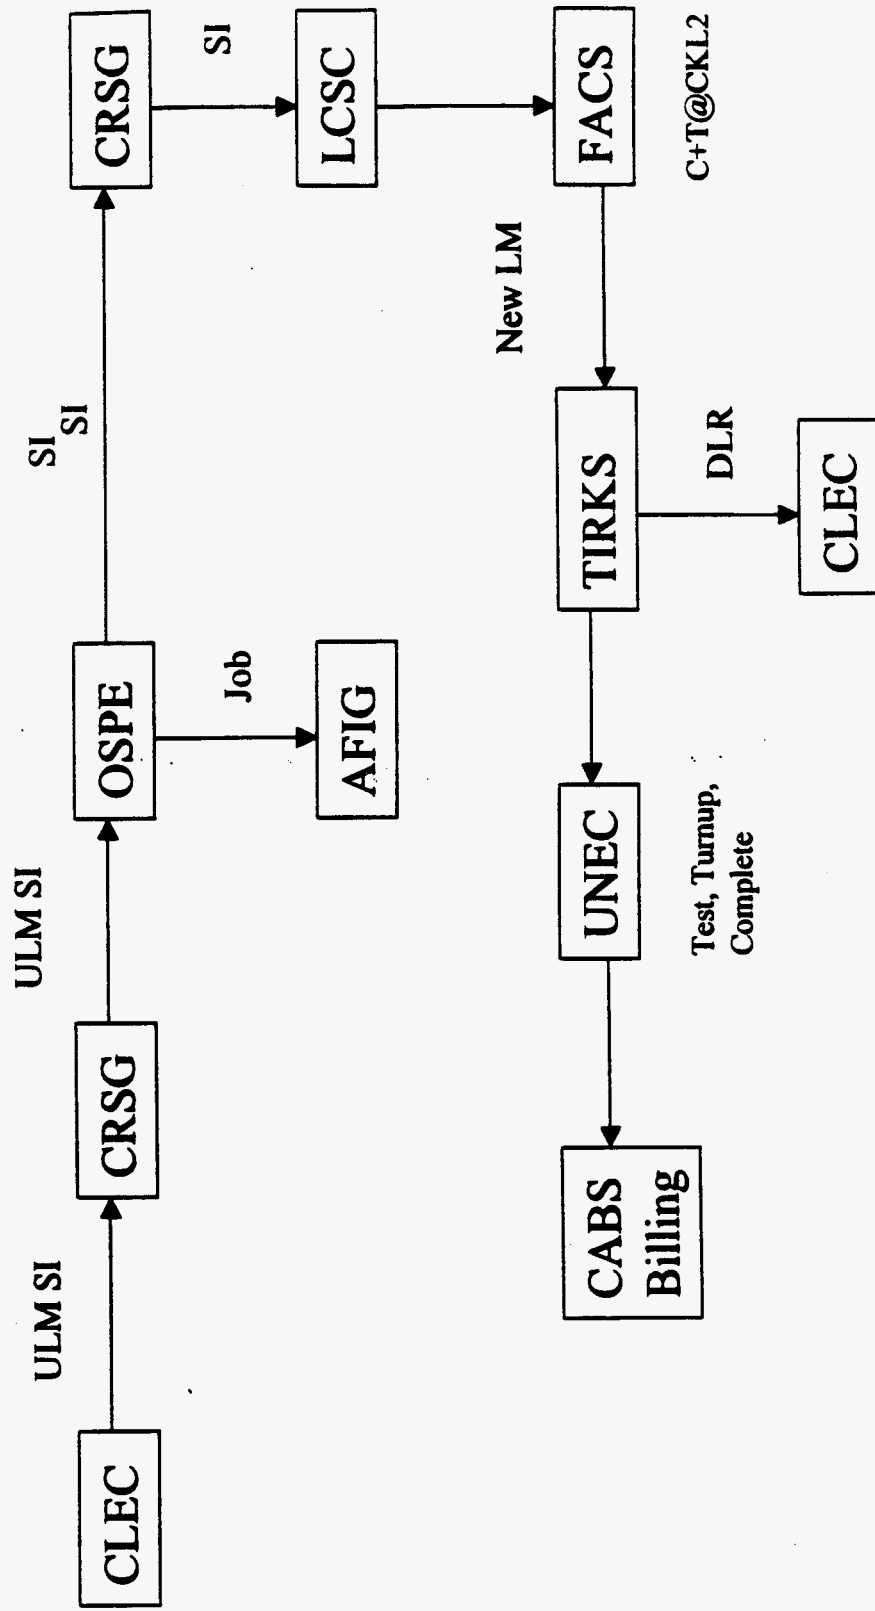 CLEC
ULM SI
CRSG
ULM SI
OSPE
SI
SI
CRSG
Job
AFIG
SI
LCSC
FACS
C+T@CKL2
New LM
TIRKS
DLR
CLEC
UNEC
Test, Turnup,
Complete
CABS
Billing